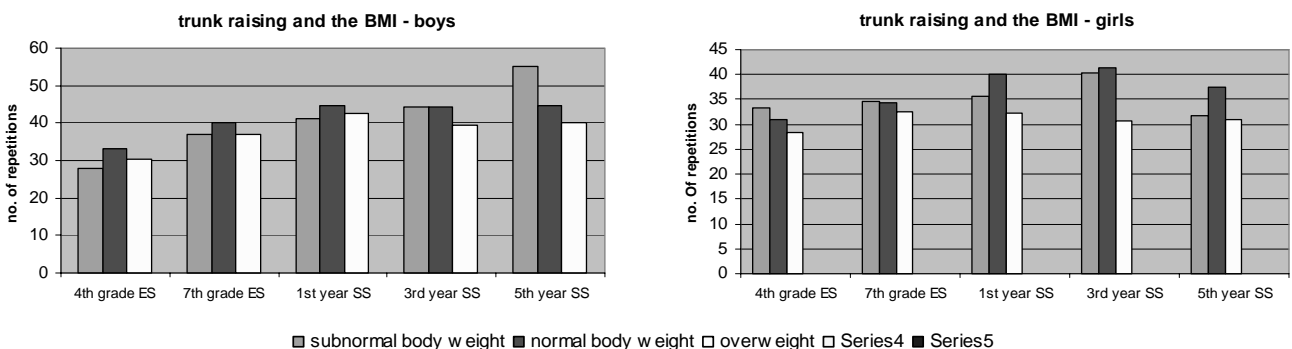 trunk raising and the BMI - boys
60
50
40
30
20
10
0
no. of repetitions
4th grade ES 7th grade ES 1st year SS 3rd year SS 5th year SS
trunk raising and the BMI - girls
45
40
35
30
25
20
15
10
5
0
no. Of repetitions
4th grade ES 7th grade ES 1st year SS 3rd year SS 5th year SS
subnormal body w eight normal body w eight overw eight Series4 Series5